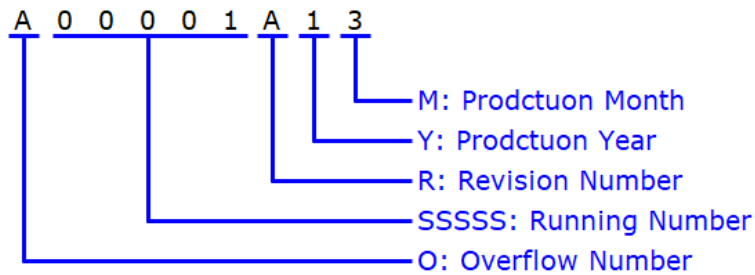 A 0 0 0 0 1 A 1 3
M: Prodctuon Month
Y: Prodctuon Year
R: Revision Number
SSSSS: Running Number
O: Overflow Number